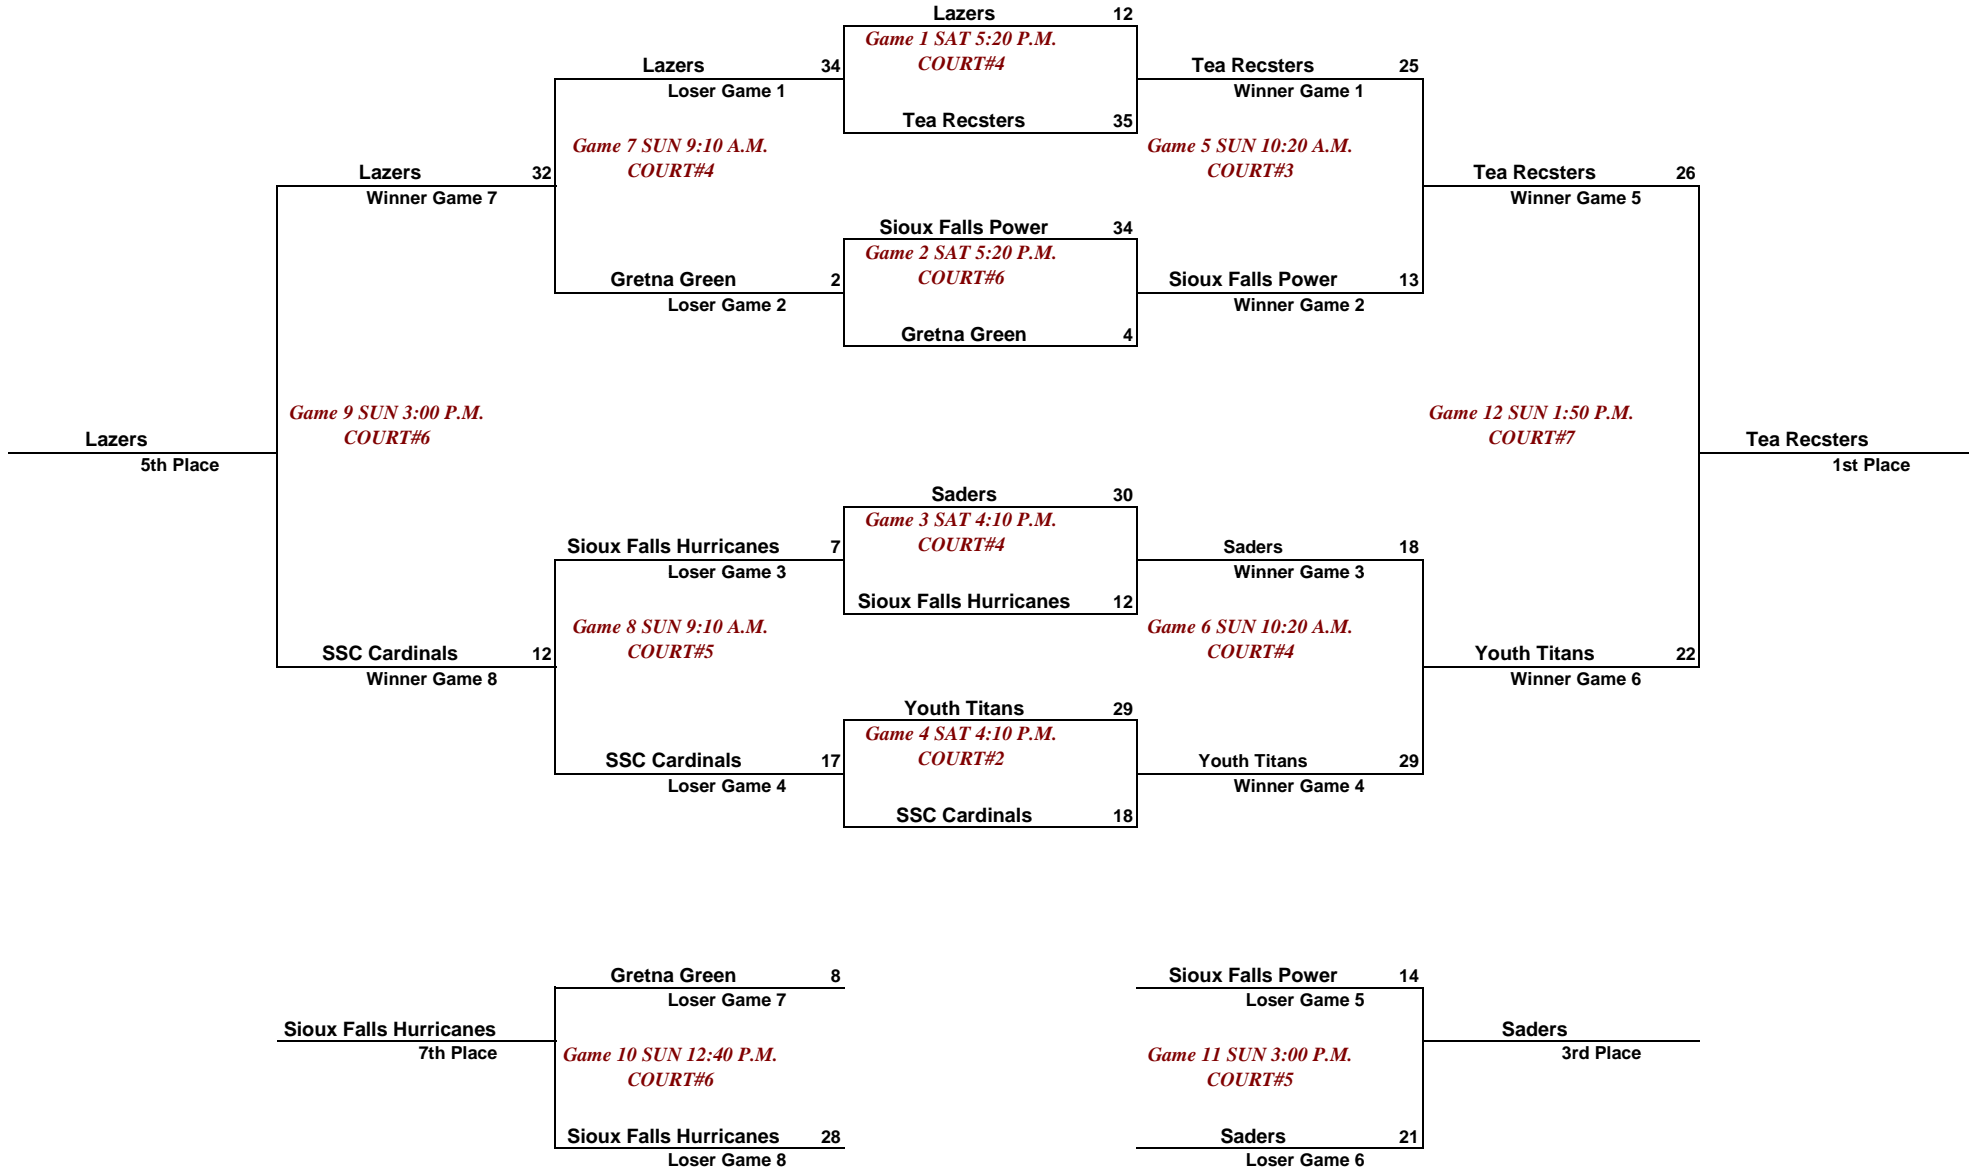 Lazers 12
Game 1 SAT 5:20 P.M.
COURT#4
Lazers 34
Loser Game 1
Tea Recsters 25
Winner Game 1
Tea Recsters 35
Game 7 SUN 9:10 A.M.
COURT#4
Game 5 SUN 10:20 A.M.
COURT#3
Lazers 32
Winner Game 7
Tea Recsters 26
Winner Game 5
Sioux Falls Power 34
Game 2 SAT 5:20 P.M.
COURT#6
Gretna Green 2
Loser Game 2
Sioux Falls Power 13
Winner Game 2
Gretna Green 4
Game 9 SUN 3:00 P.M.
COURT#6
Game 12 SUN 1:50 P.M.
COURT#7
Lazers
5th Place
Tea Recsters
1st Place
Saders 30
Game 3 SAT 4:10 P.M.
COURT#4
Sioux Falls Hurricanes 7
Loser Game 3
Saders 18
Winner Game 3
Sioux Falls Hurricanes 12
Game 8 SUN 9:10 A.M.
COURT#5
Game 6 SUN 10:20 A.M.
COURT#4
SSC Cardinals 12
Winner Game 8
Youth Titans 22
Winner Game 6
Youth Titans 29
Game 4 SAT 4:10 P.M.
COURT#2
SSC Cardinals 17
Loser Game 4
Youth Titans 29
Winner Game 4
SSC Cardinals 18
Gretna Green 8
Loser Game 7
Sioux Falls Power 14
Loser Game 5
Sioux Falls Hurricanes
7th Place
Saders
3rd Place
Game 10 SUN 12:40 P.M.
COURT#6
Game 11 SUN 3:00 P.M.
COURT#5
Sioux Falls Hurricanes 28
Loser Game 8
Saders 21
Loser Game 6